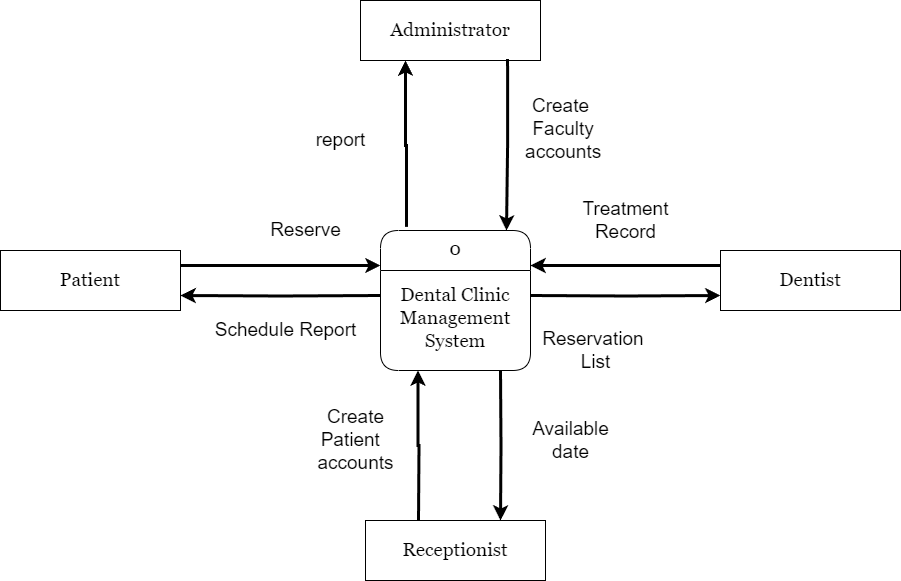 Administrator
report
Create
Faculty
accounts
Reserve
Treatment
Record
Patient
0
Dental Clinic
Management
System
Dentist
Schedule Report
Reservation
List
Create
Patient
accounts
Available
date
Receptionist